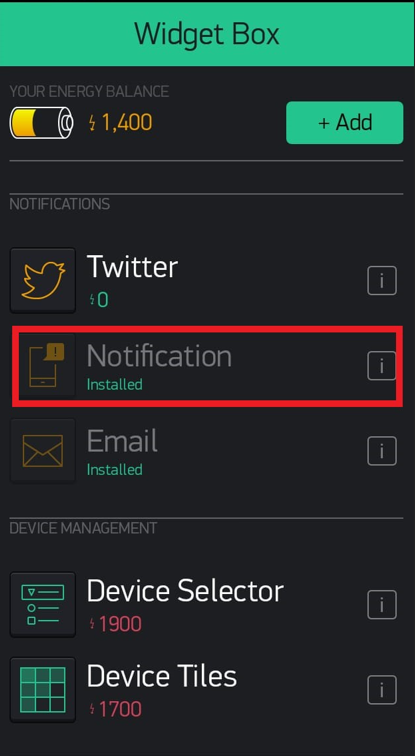 Widget Box
YOUR ENERGY BALANCE
1,400
+ Add
NOTIFICATIONS
Twitter
0
i
!
Notification
Installed
i
Email
Installed
i
DEVICE MANAGEMENT
Device Selector
1900
i
Device Tiles
1700
i